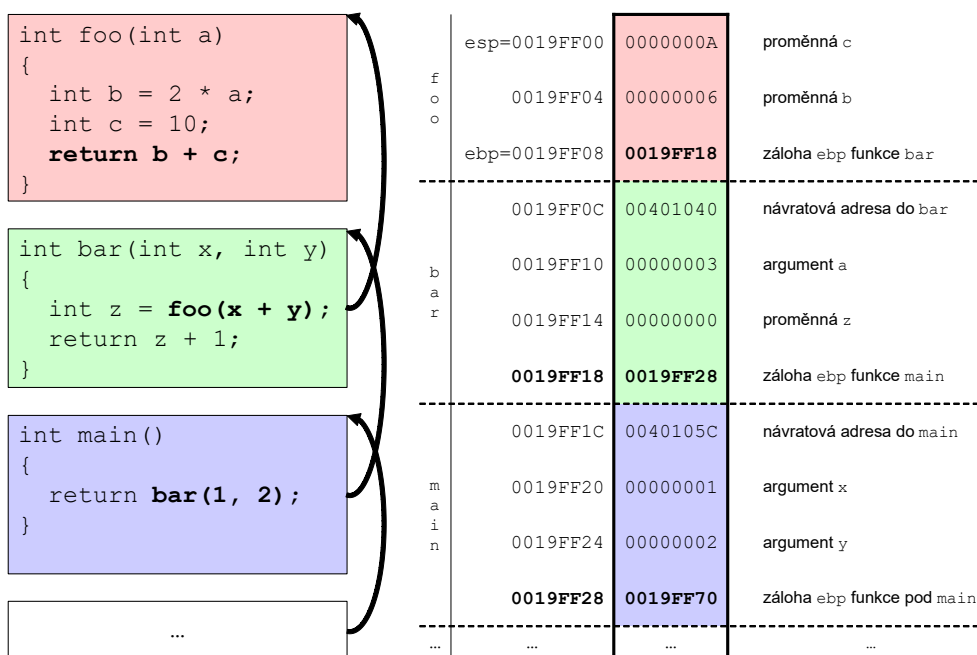 int foo(int a)
{
int b = 2 * a;
int c = 10;
return b + c;
}
int bar(int x, int y)
{
int z = foo(x + y);
return z + 1;
}
int main()
{
return bar(1, 2);
}
…
foo
esp=0019FF00 0000000A proměnná c
0019FF04 00000006 proměnná b
ebp=0019FF08 0019FF18 záloha ebp funkce bar
bar
0019FF0C 00401040 návratová adresa do bar
0019FF10 00000003 argument a
0019FF14 00000000 proměnná z
0019FF18 0019FF28 záloha ebp funkce main
main
0019FF1C 0040105C návratová adresa do main
0019FF20 00000001 argument x
0019FF24 00000002 argument y
0019FF28 0019FF70 záloha ebp funkce pod main
… … … …